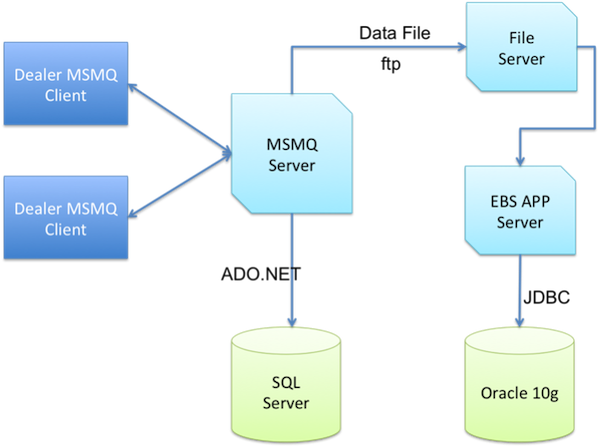 Data File
ftp
File
Server
Dealer MSMQ
Client
MSMQ
Server
Dealer MSMQ
Client
EBS APP
Server
ADO.NET
JDBC
SQL
Server
Oracle 10g